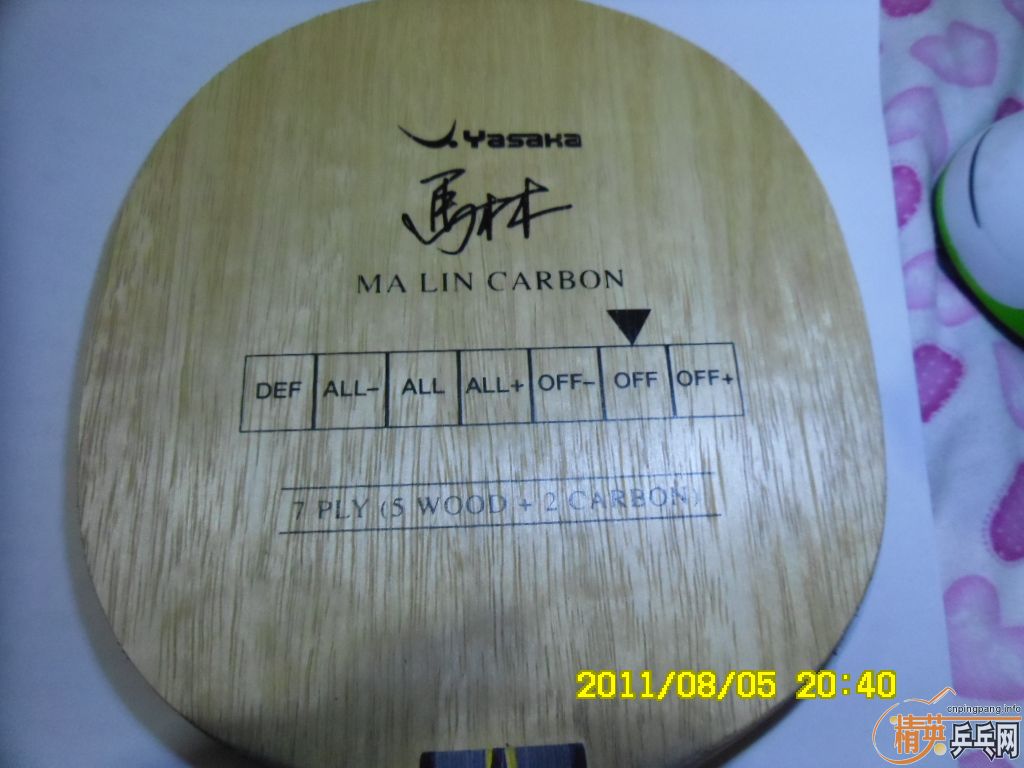 Yasaka
馬林
MA LIN CARBON
DEF ALL- ALL ALL+ OFF- OFF OFF+
7 PLY (5 WOOD + 2 CARBON)
2011/08/05 20:40
cnpingpang.info
精英乒乓网